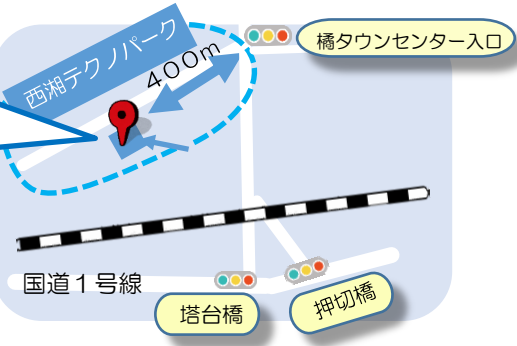 橘タウンセンター入口
西湘テクノパーク
400m
国道1号線
塔台橋
押切橋